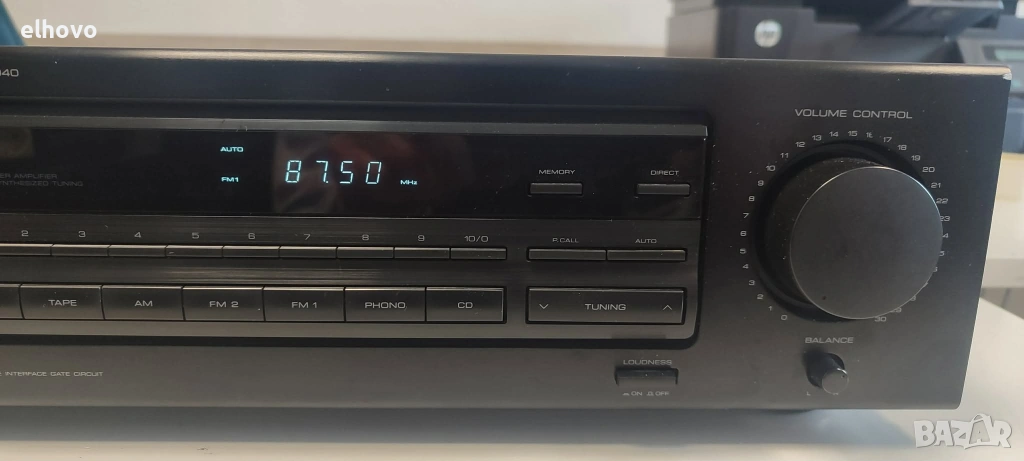 elhovo
940
VOLUME CONTROL
AUTO
FM1
87.50 MHz
ER AMPLIFIER
YNTHESIZED TUNING
MEMORY
DIRECT
0 1 2 3 4 5 6 7 8 9 10 11 12 13 14 15 16 17 18 19 20 21 22 23 30
2 3 4 5 6 7 8 9 10/0
P.CALL
AUTO
TAPE AM FM 2 FM 1 PHONO CD
TUNING
BALANCE
LOUDNESS
ON OFF
E INTERFACE GATE CIRCUIT
BAZAR